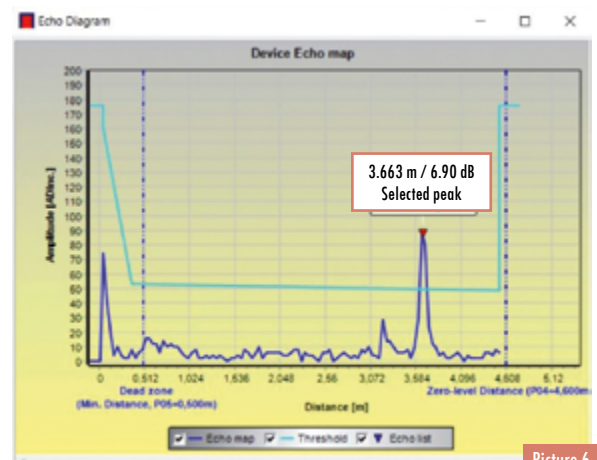 Echo Diagram
Device Echo map
200
190
180
170
160
150
140
130
120
110
100
90
80
70
60
50
40
30
20
10
0
Amplitude [ADInc.]
3.663 m / 6.90 dB
Selected peak
0 0,512 1,024 1,536 2,048 2,56 3,072 3,584 4,096 4,608 5,12
Dead zone
(Min. Distance, P05=0,500m)
Distance [m]
Zero-level Distance (P04=4,600m
Echo map Threshold Echo list
Picture 6